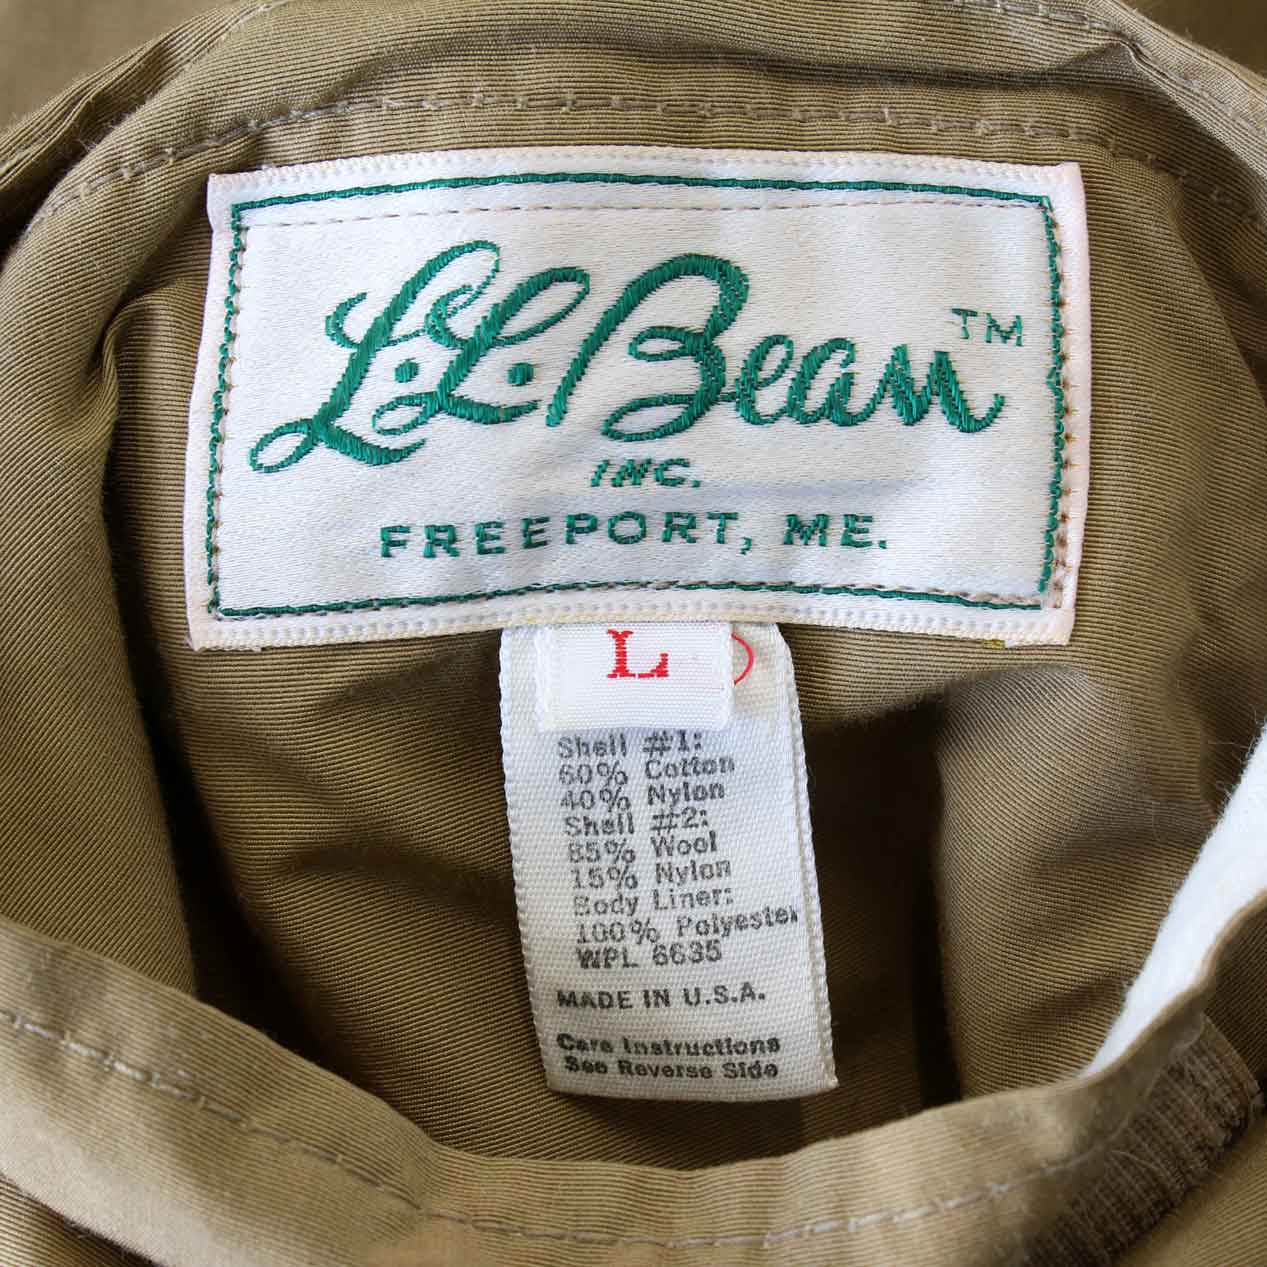 L.L.Bean™
INC.
FREEPORT, ME.
L
Shell #1:
60% Cotton
40% Nylon
Shell #2:
85% Wool
15% Nylon
Body Liner:
100% Polyester
WPL 6635
MADE IN U.S.A.
Care Instructions
See Reverse Side